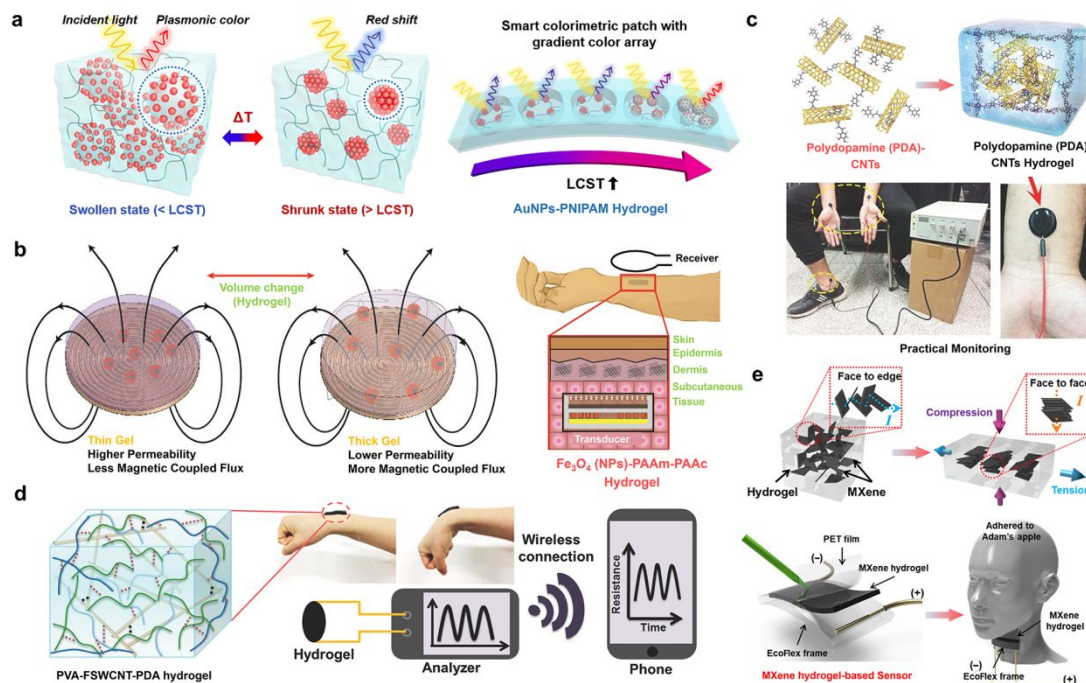 a
Incident light
Plasmonic color
Red shift
Smart colorimetric patch with
gradient color array
ΔT
LCST ↑
Swollen state (< LCST)
Shrunk state (> LCST)
AuNPs-PNIPAM Hydrogel
b
Volume change
(Hydrogel)
Thin Gel
Higher Permeability
Less Magnetic Coupled Flux
Thick Gel
Lower Permeability
More Magnetic Coupled Flux
Receiver
Skin
Epidermis
Dermis
Subcutaneous
Tissue
Transducer
Fe3O4 (NPs)-PAAm-PAAc
Hydrogel
c
Polydopamine (PDA)-
CNTs
Polydopamine (PDA)
CNTs Hydrogel
Practical Monitoring
d
PVA-FSWCNT-PDA hydrogel
Hydrogel
Analyzer
Wireless
connection
Resistance
Time
Phone
e
Face to edge
I
Hydrogel
MXene
Compression
Face to face
I
Tension
PET film
(−)
MXene hydrogel
(+)
EcoFlex frame
MXene hydrogel-based Sensor
Adhered to
Adam's apple
MXene
hydrogel
(−)
EcoFlex frame
(+)